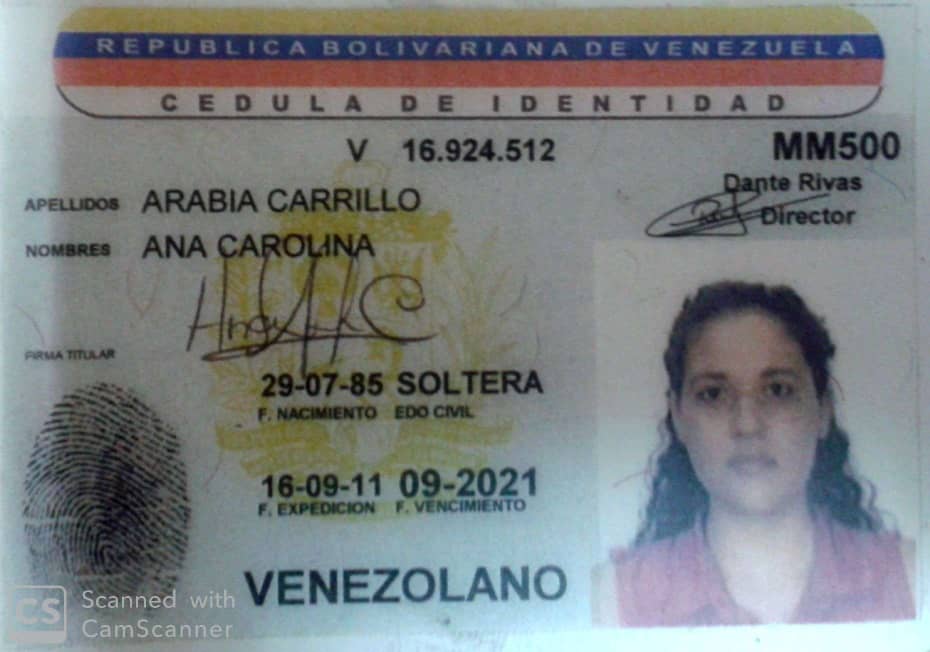 REPUBLICA BOLIVARIANA DE VENEZUELA
CEDULA DE IDENTIDAD
V 16.924.512 MM500
Dante Rivas
Director
APELLIDOS ARABIA CARRILLO
NOMBRES ANA CAROLINA
FIRMA TITULAR
29-07-85 SOLTERA
F. NACIMIENTO EDO CIVIL
16-09-11 09-2021
F. EXPEDICION F. VENCIMIENTO
VENEZOLANO
CS Scanned with
CamScanner